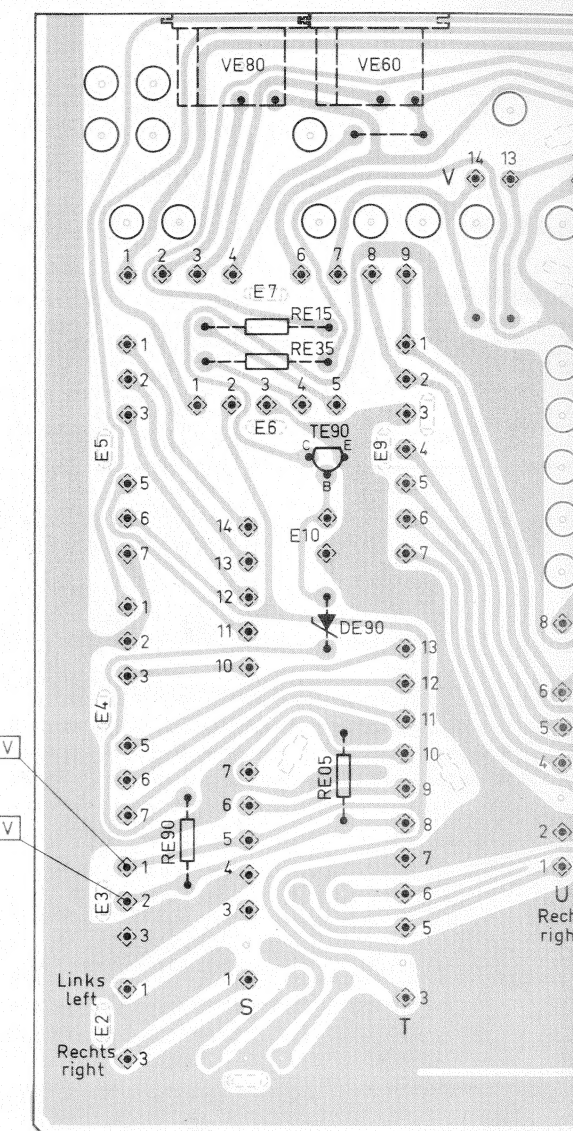 VE80 VE60
V 14 13
1 2 3 4 6 7 8 9
E7
RE15
1 1
RE35
2 2
1 2 3 4 5
3 3
E6
TE90
C E
E5 E9
4
B
5 5
6 14 6
E10
7 13 7
12
1
11 8
DE90
2 13
3 10
12 6
E4
11 5
5
10 4
V 7
6 RE05 9
6
7 8 2
V RE90 5
1 4 7 1
2 6 U
E3 3
3 5 Rech
righ
Links
left
1 1 3
S T
E2
Rechts
right
3